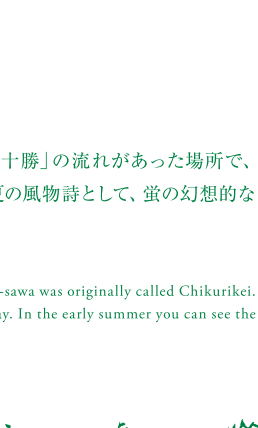 十勝」の流れがあった場所で、
の風物詩として、蛍の幻想的な
-sawa was originally called Chikurikei.
ay. In the early summer you can see the